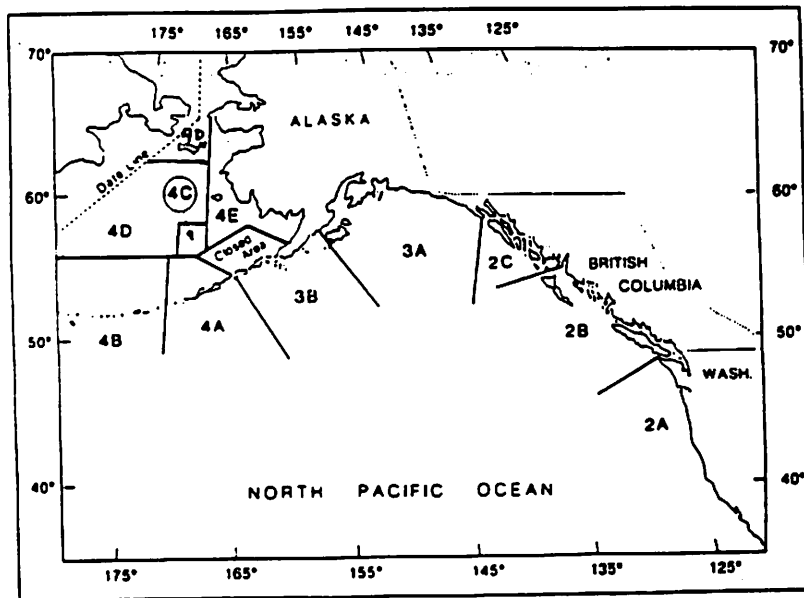 175° 165° 155° 145° 135° 125°
70° 70°
ALASKA
4D
Date Line
60° 4C 4E 60°
4D
Closed Area
3A
2C BRITISH COLUMBIA
3B
4B 4A 2B
50° 50°
WASH.
2A
40° 40°
NORTH PACIFIC OCEAN
175° 165° 155° 145° 135° 125°